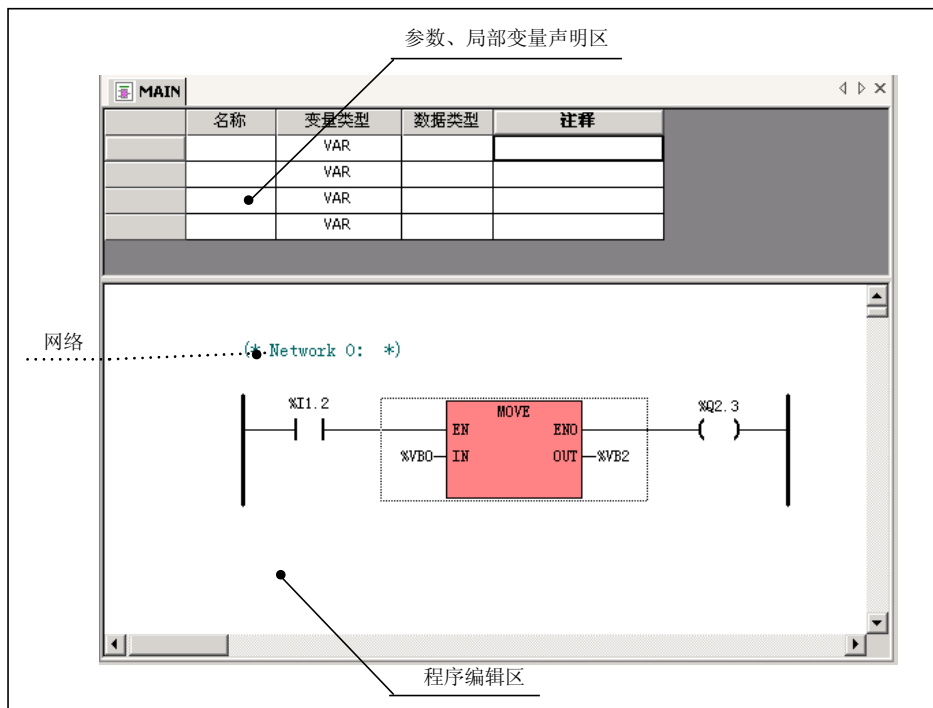 参数、局部变量声明区
MAIN
名称 变量类型 数据类型 注释
VAR
VAR
VAR
VAR
网络
(* Network 0: *)
%I1.2 MOVE %Q2.3
EN ENO
%VB0 IN OUT %VB2
程序编辑区